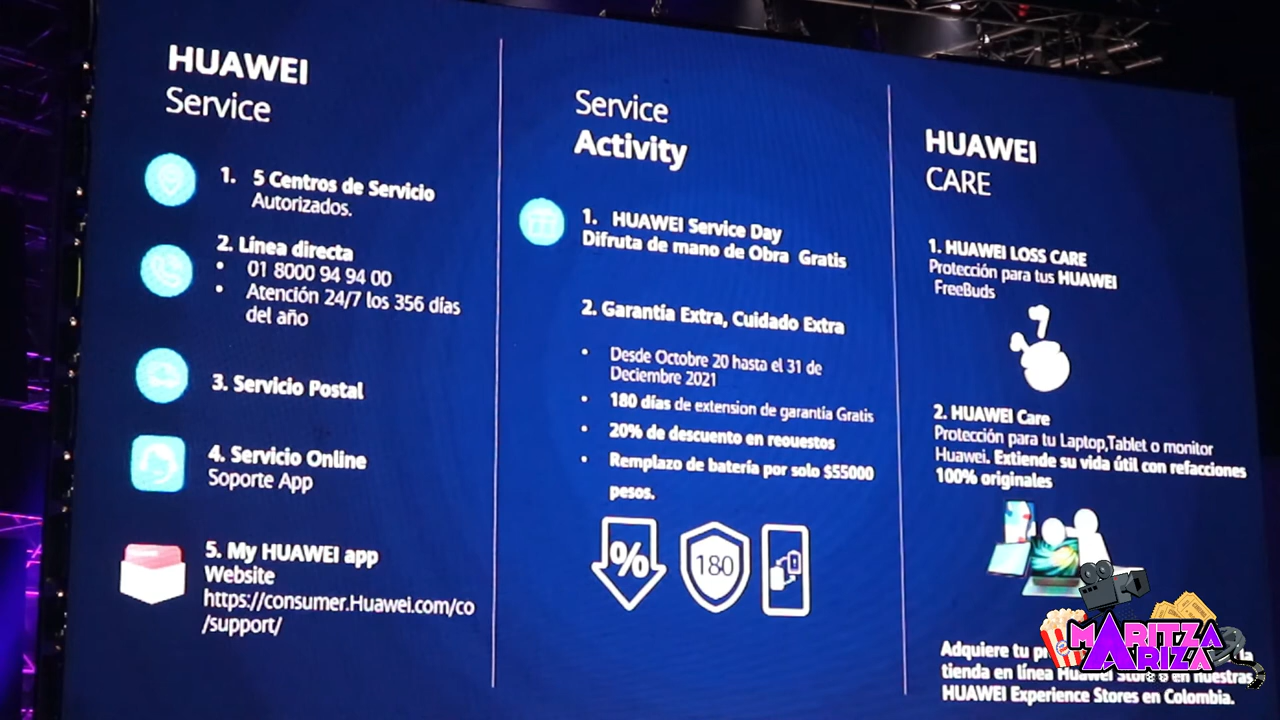 HUAWEI
Service
1. 5 Centros de Servicio
Autorizados.
2. Línea directa
• 01 8000 94 94 00
• Atención 24/7 los 356 días
del año
3. Servicio Postal
4. Servicio Online
Soporte App
5. My HUAWEI app
Website
https://consumer.Huawei.com/co
/support/
Service
Activity
1. HUAWEI Service Day
Difruta de mano de Obra Gratis
2. Garantía Extra, Cuidado Extra
• Desde Octubre 20 hasta el 31 de
Deciembre 2021
• 180 días de extension de garantía Gratis
• 20% de descuento en reouestos
• Remplazo de batería por solo $55000
pesos.
%
180
HUAWEI
CARE
1. HUAWEI LOSS CARE
Protección para tus HUAWEI
FreeBuds
2. HUAWEI Care
Protección para tu Laptop,Tablet o monitor
Huawei. Extiende su vida útil con refacciones
100% originales
Adquiere tu la
tienda en línea Huawei Store o en nuestras
HUAWEI Experience Stores en Colombia.
MARITZA
ARIZA